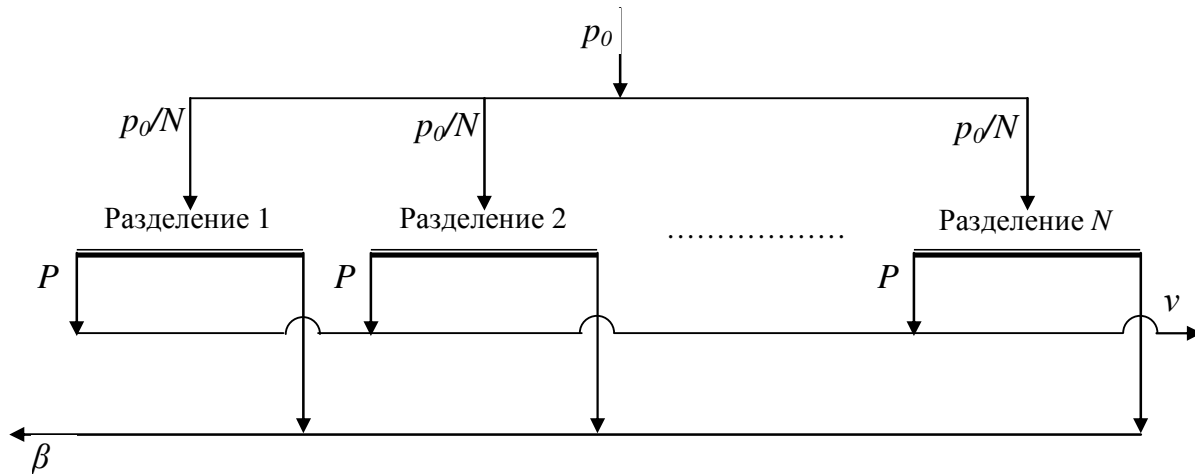 p₀
p₀/N p₀/N p₀/N
Разделение 1 Разделение 2 ……………… Разделение N
P P P ν
β